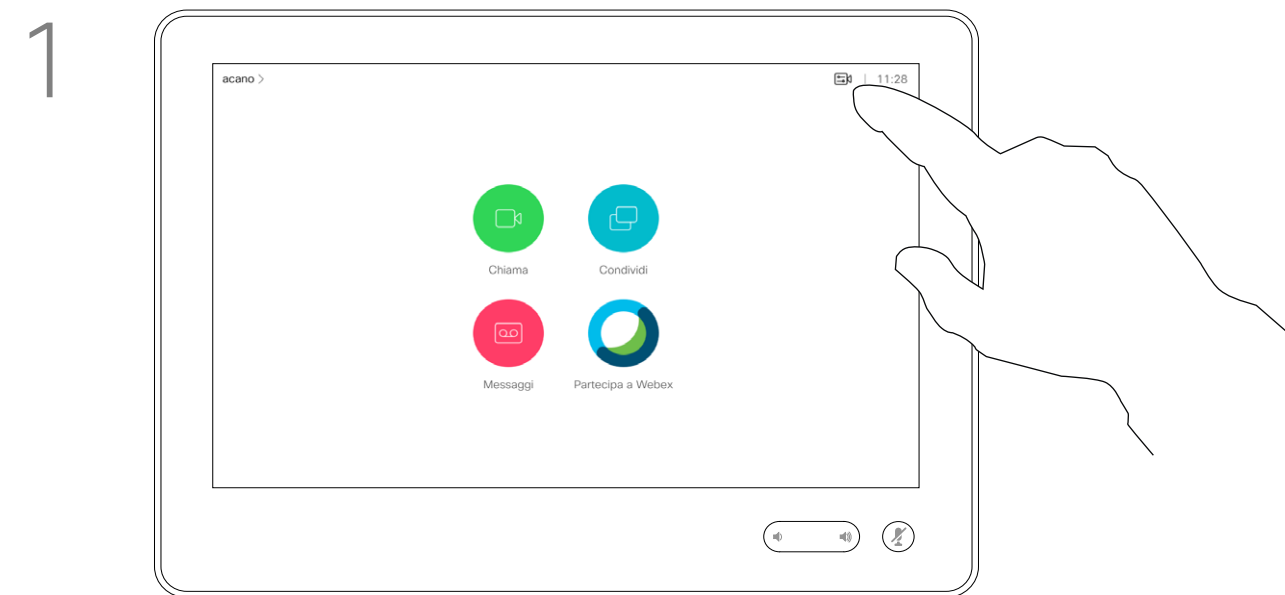 1
acano >
11:28
Chiama
Condividi
Messaggi
Partecipa a Webex